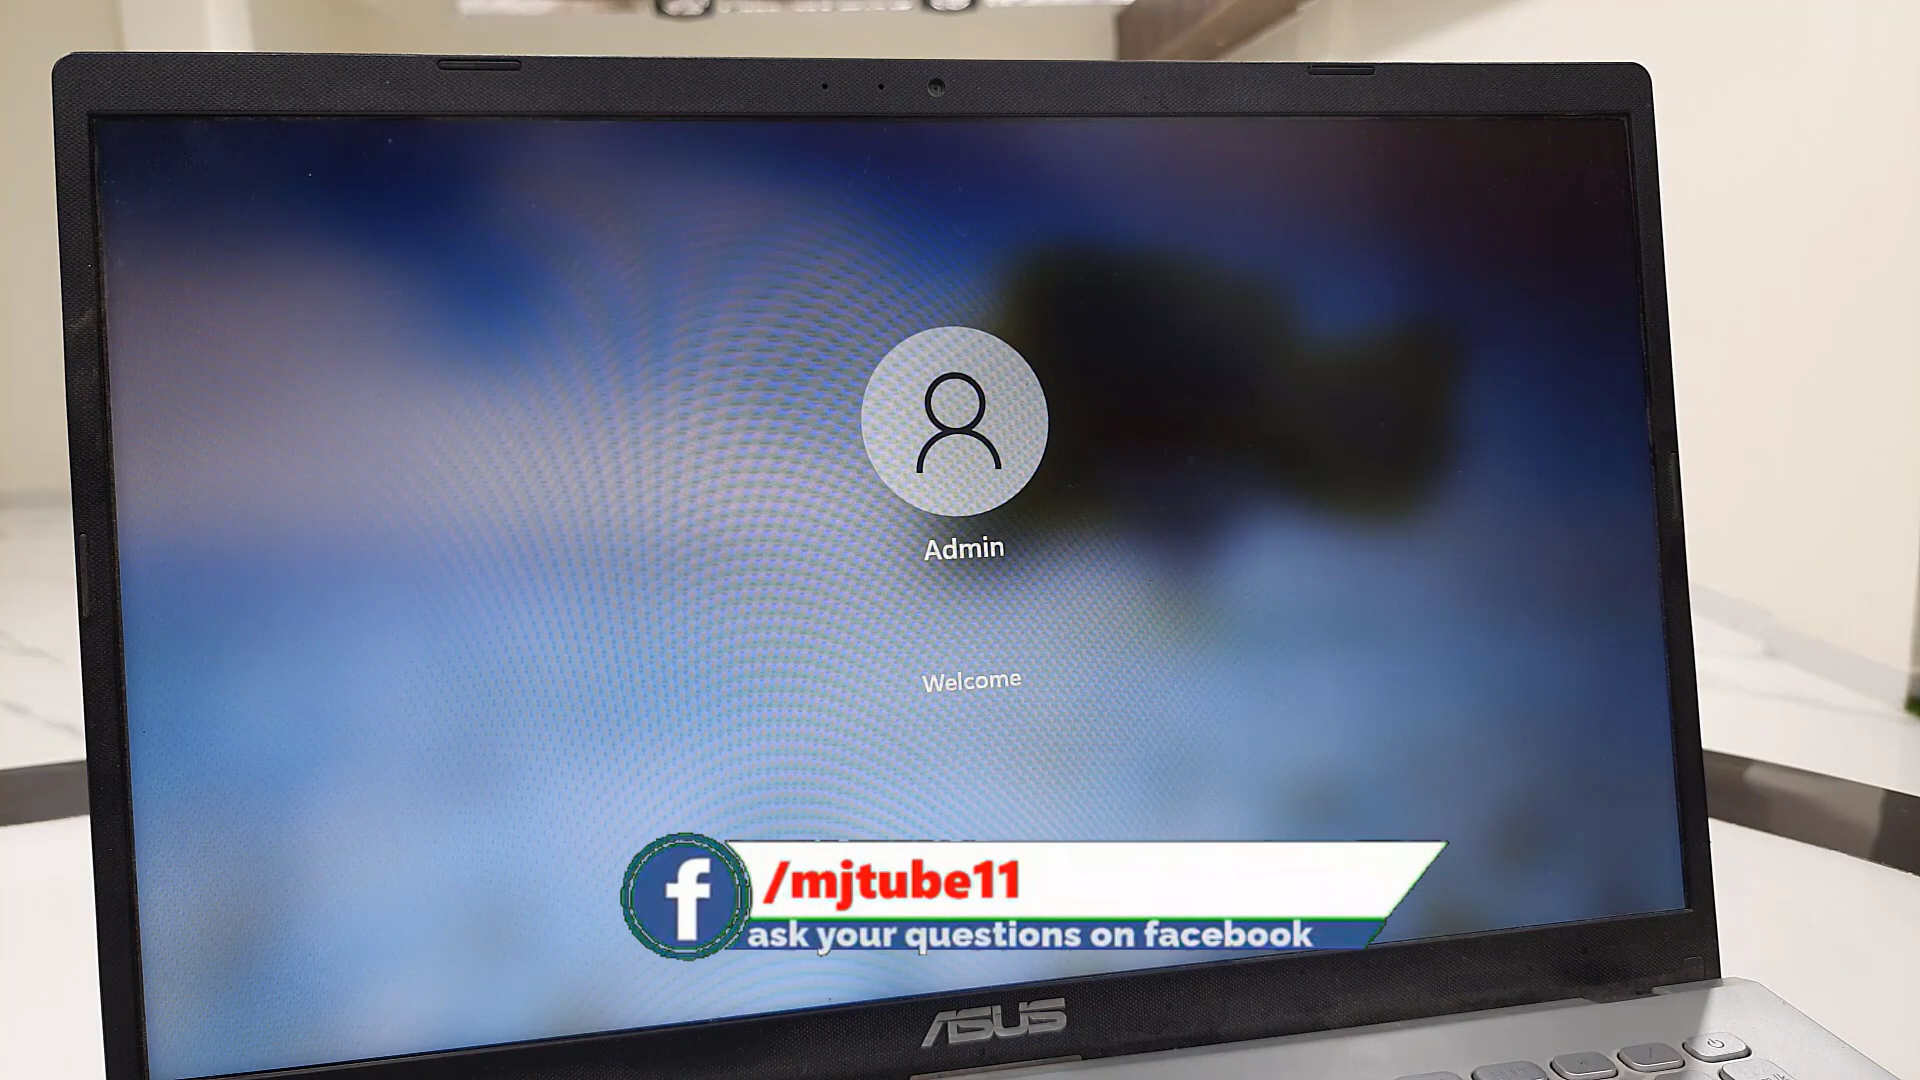 Admin
Welcome
f
/mjtube11
ask your questions on facebook
ASUS